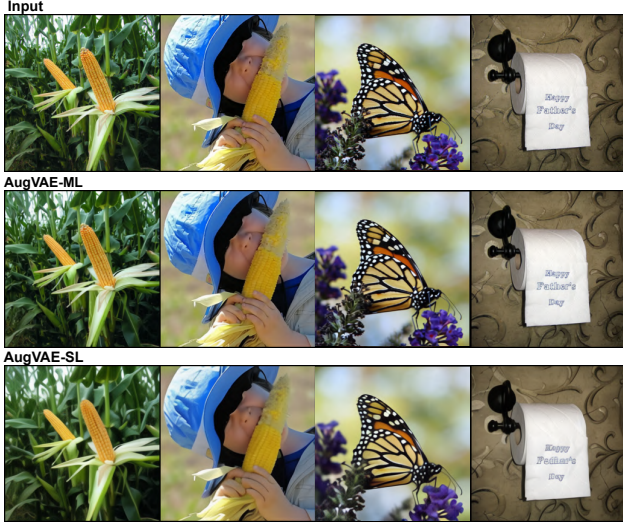 Input
Happy
Father's
Day
AugVAE-ML
Happy
Father's
Day
AugVAE-SL
Happy
Father's
Day